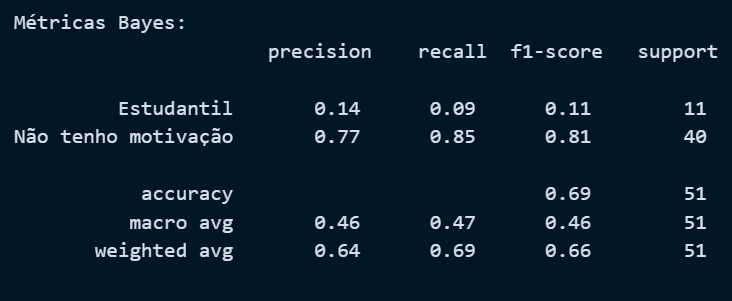 Métricas Bayes:
precision recall f1-score support
Estudantil 0.14 0.09 0.11 11
Não tenho motivação 0.77 0.85 0.81 40
accuracy 0.69 51
macro avg 0.46 0.47 0.46 51
weighted avg 0.64 0.69 0.66 51